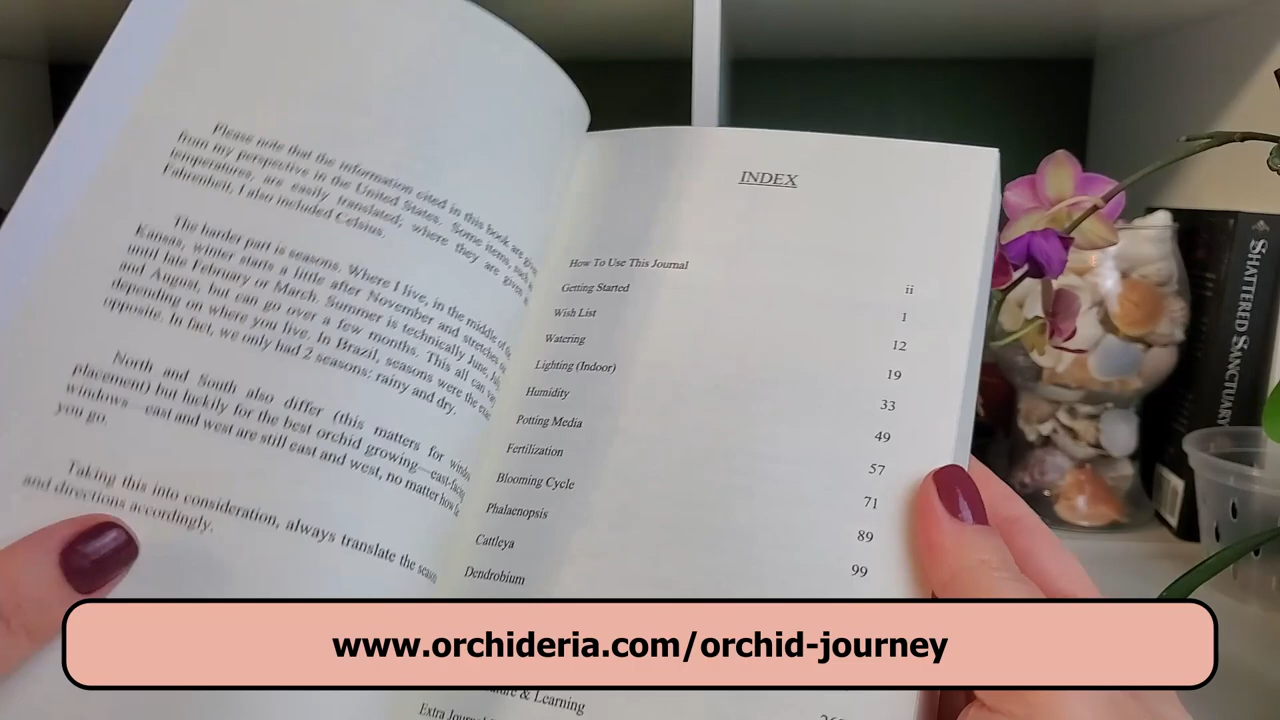 Please note that the information cited in this book are
from my perspective in the United States. Some items, such
temperatures, are easily translated; where they are given
Fahrenheit, I also included Celsius.
The harder part is seasons. Where I live, in the middle of
Kansas, winter starts a little after November and stretches
until late February or March. Summer is technically June, July
and August, but can go over a few months. This all can vary
depending on where you live. In Brazil, seasons were the
opposite. In fact, we only had 2 seasons: rainy and dry.
North and South also differ (this matters for
placement) but luckily for the best orchid growing—east-facing
windows—east and west are still east and west, no matter how
you go.
Taking this into consideration, always translate the
and directions accordingly.
INDEX
How To Use This Journal
Getting Started ii
Wish List 1
Watering 12
Lighting (Indoor) 19
Humidity 33
Potting Media 49
Fertilization 57
Blooming Cycle 71
Phalaenopsis 89
Cattleya 99
Dendrobium
& Learning
Extra
SHATTERED SANCTUARY
www.orchideria.com/orchid-journey